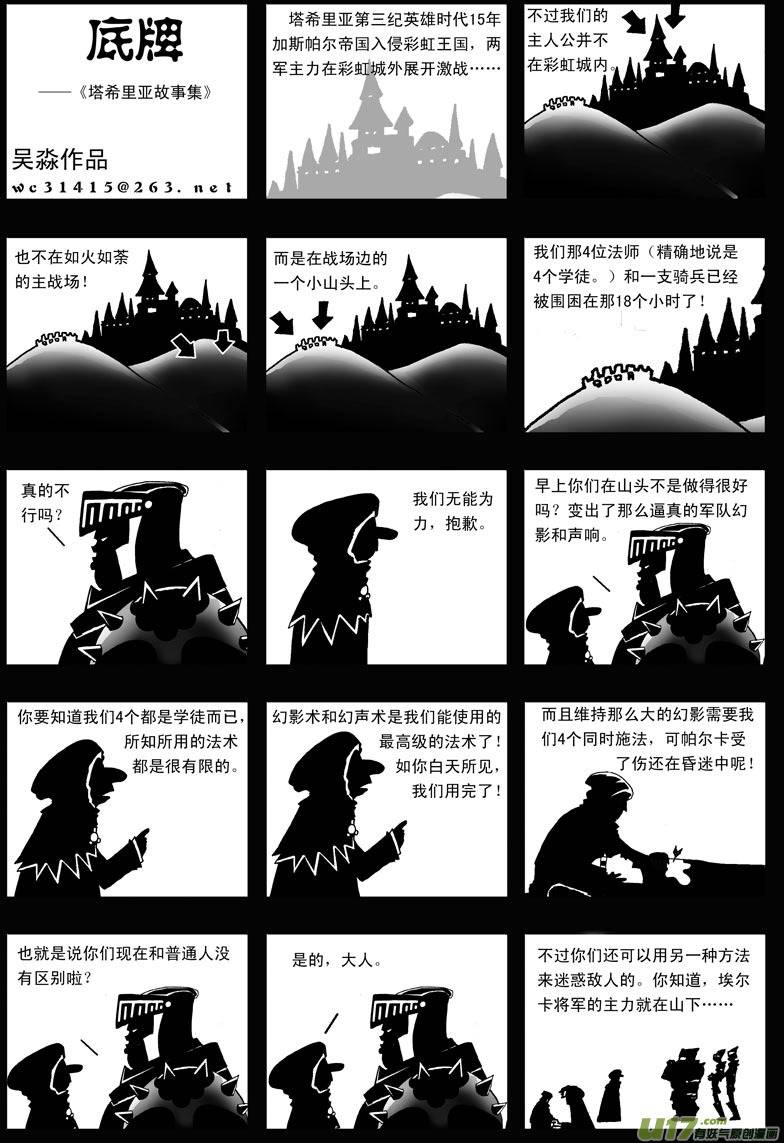 底牌
——《塔希里亚故事集》
吴淼作品
wc31415@263.net
塔希里亚第三纪英雄时代15年
加斯帕尔帝国入侵彩虹王国，两
军主力在彩虹城外展开激战……
不过我们的
主人公并不
在彩虹城内。
也不在如火如荼
的主战场！
而是在战场边的
一个小山头上。
我们那4位法师（精确地说是
4个学徒。）和一支骑兵已经
被围困在那18个小时了！
真的不
行吗？
我们无能为
力，抱歉。
早上你们在山头不是做得很好
吗？变出了那么逼真的军队幻
影和声响。
你要知道我们4个都是学徒而已，
所知所用的法术
都是很有限的。
幻影术和幻声术是我们能使用的
最高级的法术了！
如你白天所见，
我们用完了！
而且维持那么大的幻影需要我
们4个同时施法，可帕尔卡受
了伤还在昏迷中呢！
也就是说你们现在和普通人没
有区别啦？
是的，大人。
不过你们还可以用另一种方法
来迷惑敌人的。你知道，埃尔
卡将军的主力就在山下……
U17.com
有妖气原创漫画